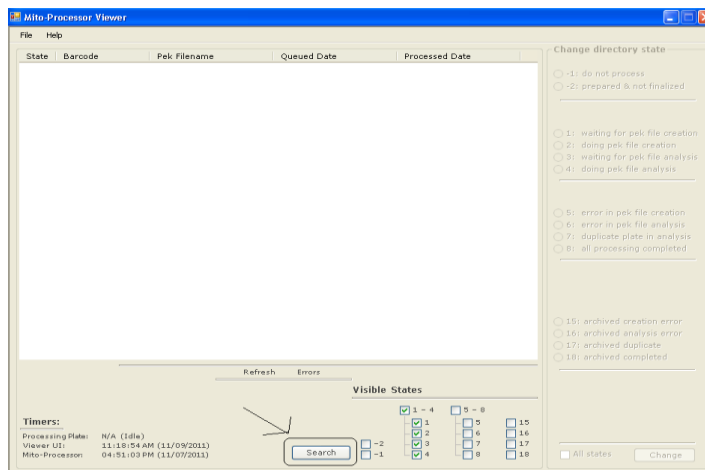 Mito-Processor Viewer
File Help
State Barcode Pek Filename Queued Date Processed Date
Change directory state
-1: do not process
-2: prepared & not finalized
1: waiting for pek file creation
2: doing pek file creation
3: waiting for pek file analysis
4: doing pek file analysis
5: error in pek file creation
6: error in pek file analysis
7: duplicate plate in analysis
8: all processing completed
15: archived creation error
16: archived analysis error
17: archived duplicate
18: archived completed
Refresh Errors
Visible States
1 - 4 5 - 8
1 5 15
2 6 16
-2 3 7 17
-1 4 8 18
Timers:
Processing Plate: N/A (Idle)
Viewer UI: 11:18:54 AM (11/09/2011)
Mito-Processor: 04:51:03 PM (11/07/2011)
Search
All states Change